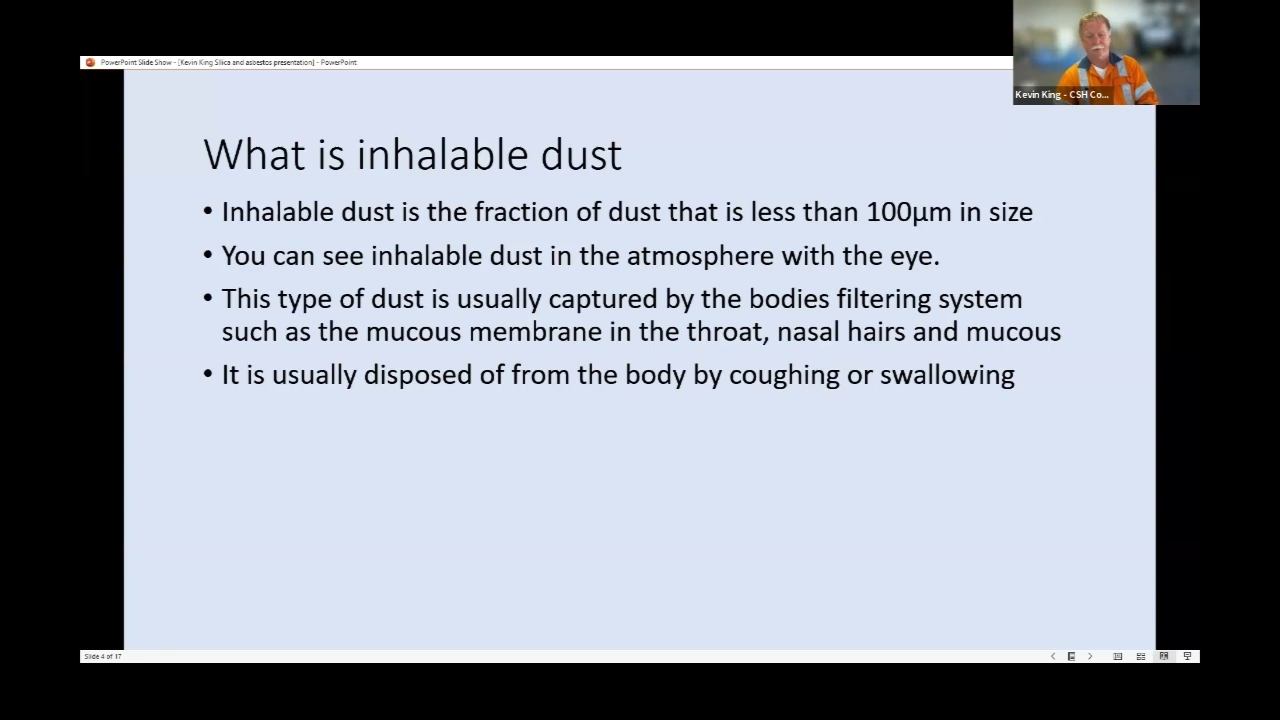 PowerPoint Slide Show - [Kevin King Silica and asbestos presentation] - PowerPoint
Kevin King - CSH Co...
What is inhalable dust
• Inhalable dust is the fraction of dust that is less than 100µm in size
• You can see inhalable dust in the atmosphere with the eye.
• This type of dust is usually captured by the bodies filtering system
such as the mucous membrane in the throat, nasal hairs and mucous
• It is usually disposed of from the body by coughing or swallowing
Slide 4 of 17